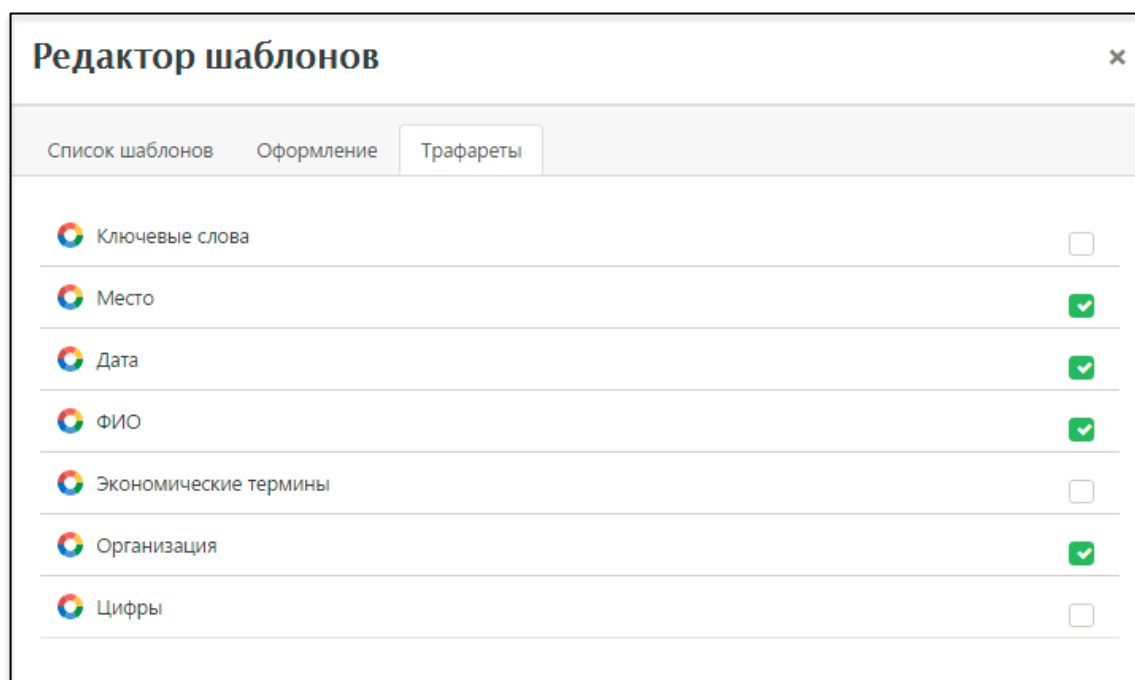 Редактор шаблонов
Список шаблонов Оформление Трафареты
Ключевые слова
Место
Дата
ФИО
Экономические термины
Организация
Цифры